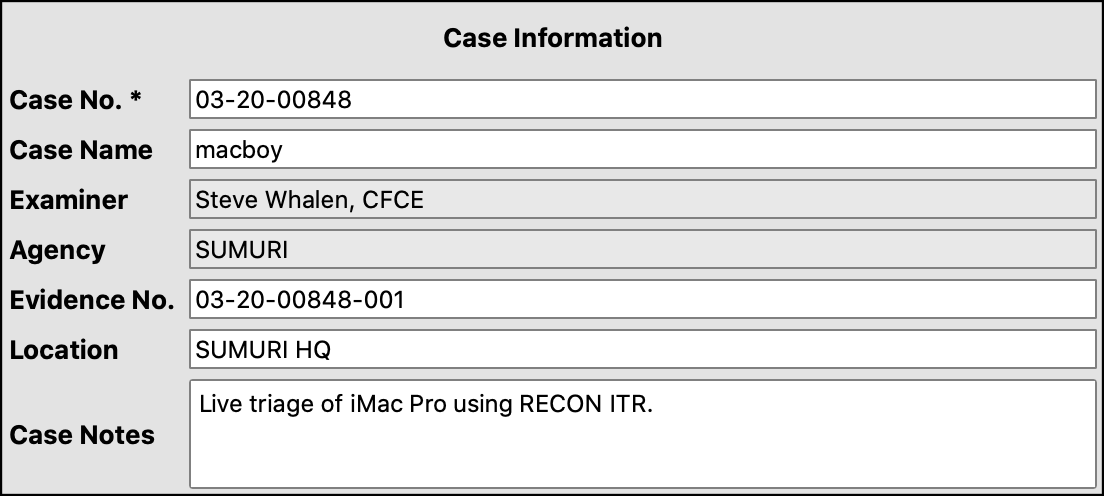 Case Information
Case No. * 03-20-00848
Case Name macboy
Examiner Steve Whalen, CFCE
Agency SUMURI
Evidence No. 03-20-00848-001
Location SUMURI HQ
Case Notes Live triage of iMac Pro using RECON ITR.